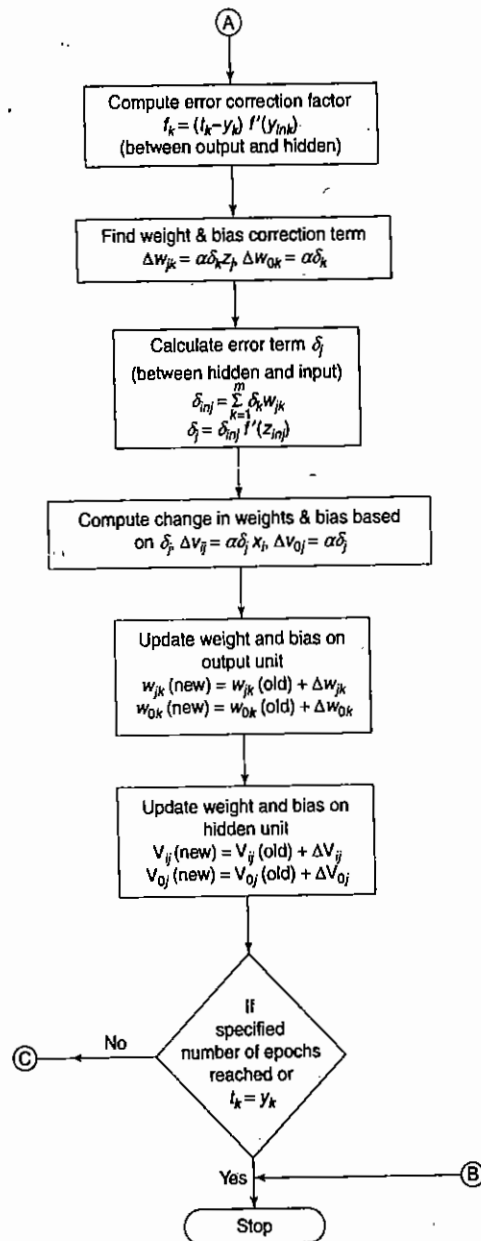 A
Compute error correction factor
f_k = (t_k – y_k) f'(y_ink)
(between output and hidden)
Find weight & bias correction term
Δw_jk = αδ_k z_j, Δw_0k = αδ_k
Calculate error term δ_j
(between hidden and input)
δ_inj = Σ_{k=1}^{m} δ_k w_jk
δ_j = δ_inj f'(z_inj)
Compute change in weights & bias based
on δ_j, Δv_ij = αδ_j x_i, Δv_0j = αδ_j
Update weight and bias on
output unit
w_jk (new) = w_jk (old) + Δw_jk
w_0k (new) = w_0k (old) + Δw_0k
Update weight and bias on
hidden unit
V_ij (new) = V_ij (old) + ΔV_ij
V_0j (new) = V_0j (old) + ΔV_0j
If
specified
number of epochs
reached or
t_k = y_k
No
C
Yes
B
Stop